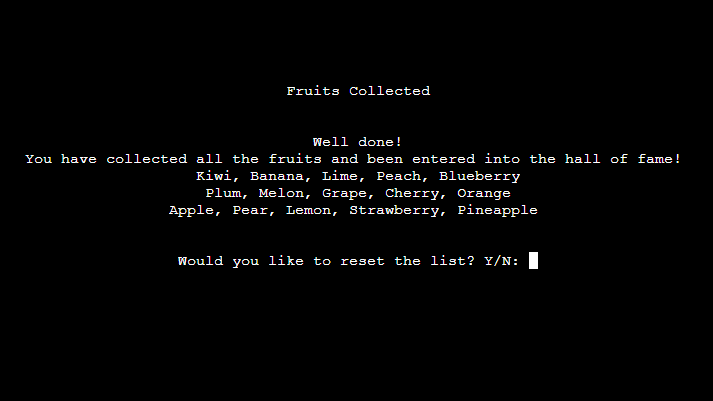 Fruits Collected
Well done!
You have collected all the fruits and been entered into the hall of fame!
Kiwi, Banana, Lime, Peach, Blueberry
Plum, Melon, Grape, Cherry, Orange
Apple, Pear, Lemon, Strawberry, Pineapple
Would you like to reset the list? Y/N: